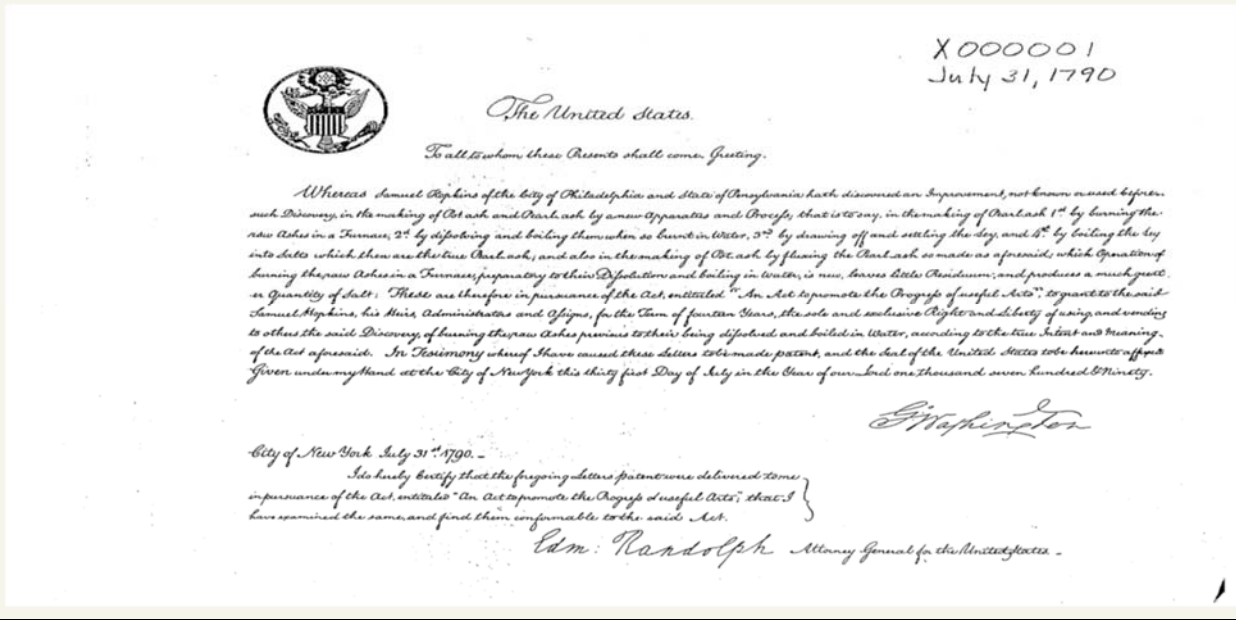 X000001
July 31, 1790
The United States.
To all to whom these Presents shall come, Greeting.
Whereas Samuel Hopkins of the City of Philadelphia and State of Pensylvania hath discovered an Improvement, not known or used before
such Discovery, in the making of Pot ash and Pearl ash by a new Apparatus and Process; that is to say, in the making of Pearl ash 1st. by burning the
raw Ashes in a Furnace, 2d. by dissolving and boiling them when so burnt in Water, 3rd. by drawing off and settling the Ley, and 4th. by boiling the Ley
into Salts which then are the true Pearl ash; and also in the making of Pot ash by fluxing the Pearl ash so made as aforesaid; which Operation of
burning the raw Ashes in a Furnace, preparatory to their Dissolution and boiling in Water, is new, leaves little Residuum; and produces a much great
er Quantity of Salt: These are therefore in pursuance of the Act, entituled "An Act to promote the Progress of useful Arts", to grant to the said
Samuel Hopkins, his Heirs, Administrators and Assigns, for the Term of fourteen Years, the sole and exclusive Right and Liberty of using and vending
to others the said Discovery, of burning the raw Ashes previous to their being dissolved and boiled in Water, according to the true Intent and Meaning
of the Act aforesaid. In Testimony whereof I have caused these Letters to be made patent, and the Seal of the United States to be hereunto affixed
Given under my Hand at the City of New York this thirty first Day of July in the Year of our Lord one thousand seven hundred & Ninety.
G. Washington
City of New York July 31st. 1790. –
I do hereby Certify that the foregoing Letters patent were delivered to me
in pursuance of the Act, entituled "An Act to promote the Progress of useful Arts"; that I
have examined the same, and find them conformable to the said Act.
Edm: Randolph Attorney General for the United States –